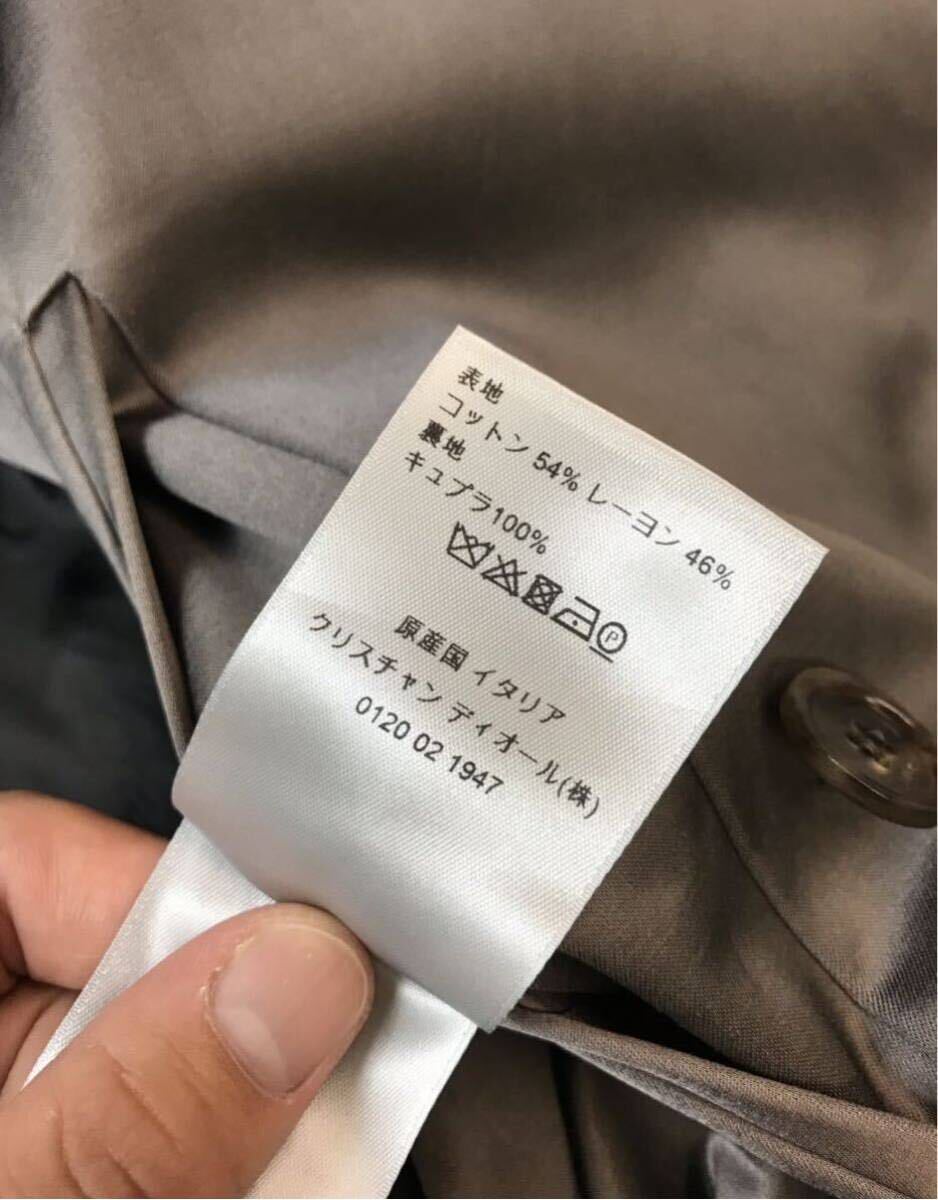 表地
コットン 54% レーヨン 46%
裏地
キュプラ100%
P
原産国 イタリア
クリスチャン ディオール(株)
0120 02 1947